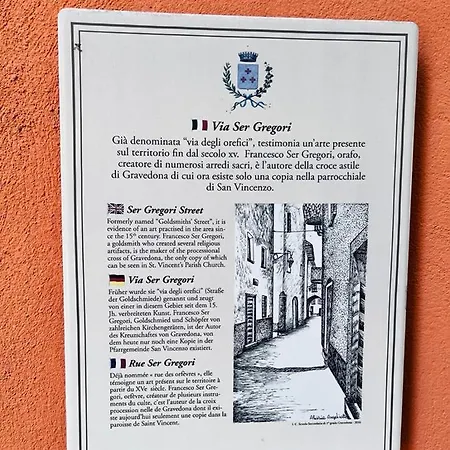 Via Ser Gregori
Già denominata "via degli orefici", testimonia un'arte presente
sul territorio fin dal secolo xv. Francesco Ser Gregori, orafo,
creatore di numerosi arredi sacri, è l'autore della croce astile
di Gravedona di cui ora esiste solo una copia nella parrocchiale
di San Vincenzo.
Ser Gregori Street
Formerly named "Goldsmiths' Street", it is
evidence of an art practised in the area sin-
ce the 15th century. Francesco Ser Gregori,
a goldsmith who created several religious
artifacts, is the maker of the processional
cross of Gravedona, the only copy of which
can be seen in St. Vincent's Parish Church.
Via Ser Gregori
Früher wurde sie "via degli orefici" (Straße
der Goldschmiede) genannt und zeugt
von einer in diesem Gebiet seit dem 15.
Jh. verbreiteten Kunst. Francesco Ser
Gregori, Goldschmied und Schöpfer von
zahlreichen Kirchengeräten, ist der Autor
des Kreuzschaftes von Gravedona, von
dem heute nur noch eine Kopie in der
Pfarrgemeinde San Vincenzo existiert.
Rue Ser Gregori
Déjà nommée « rue des orfèvres », elle
témoigne un art présent sur le territoire à
partir du XVe siècle. Francesco Ser Gre-
gori, orfèvre, créateur de plusieurs instru-
ments du culte, c'est l'auteur de la croix
procession nelle de Gravedona dont il exi-
ste aujourd'hui seulement une copie dans la
paroisse de Saint Vincent.